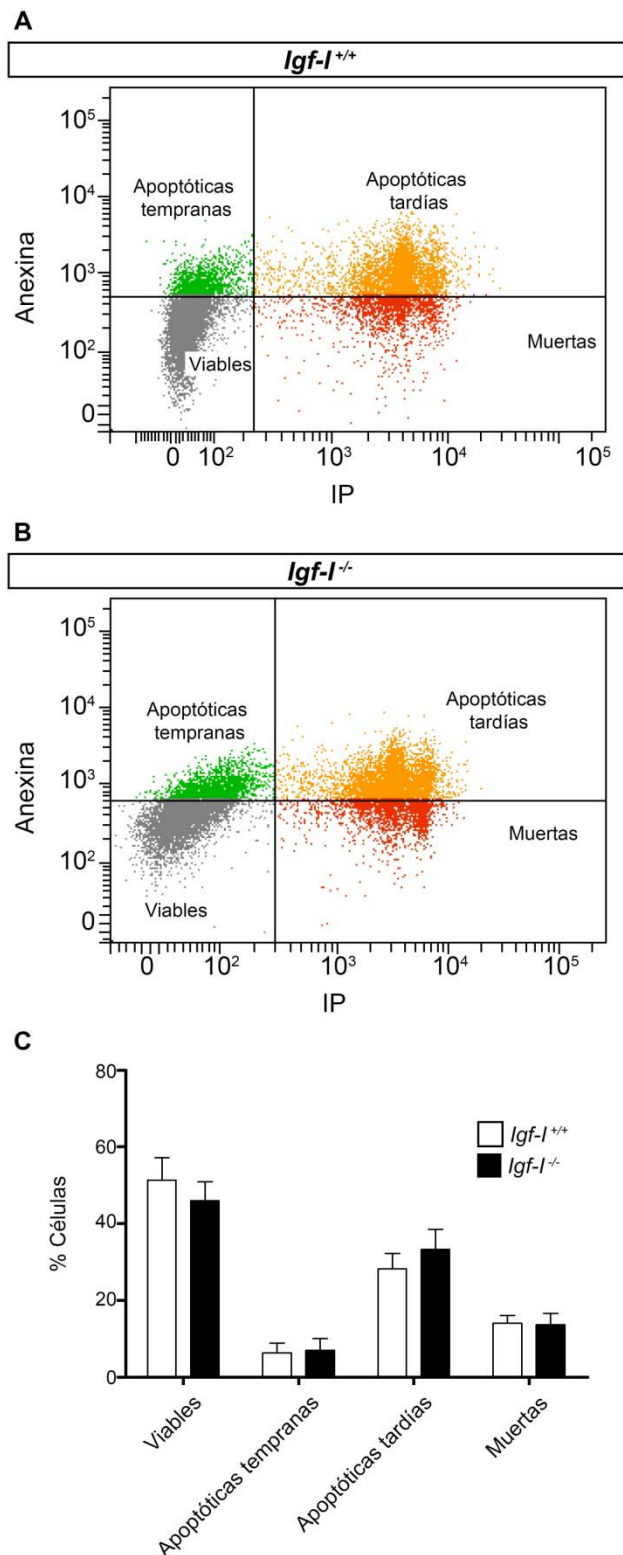 A
Igf-I +/+
10⁵
10⁴
10³
10²
0
Anexina
Apoptóticas
tempranas
Apoptóticas
tardías
Viables
Muertas
0 10² 10³ 10⁴ 10⁵
IP
B
Igf-I -/-
10⁵
10⁴
10³
10²
0
Anexina
Apoptóticas
tempranas
Apoptóticas
tardías
Muertas
Viables
0 10² 10³ 10⁴ 10⁵
IP
C
80
60
40
20
0
% Células
Igf-I +/+
Igf-I -/-
Viables
Apoptóticas tempranas
Apoptóticas tardías
Muertas